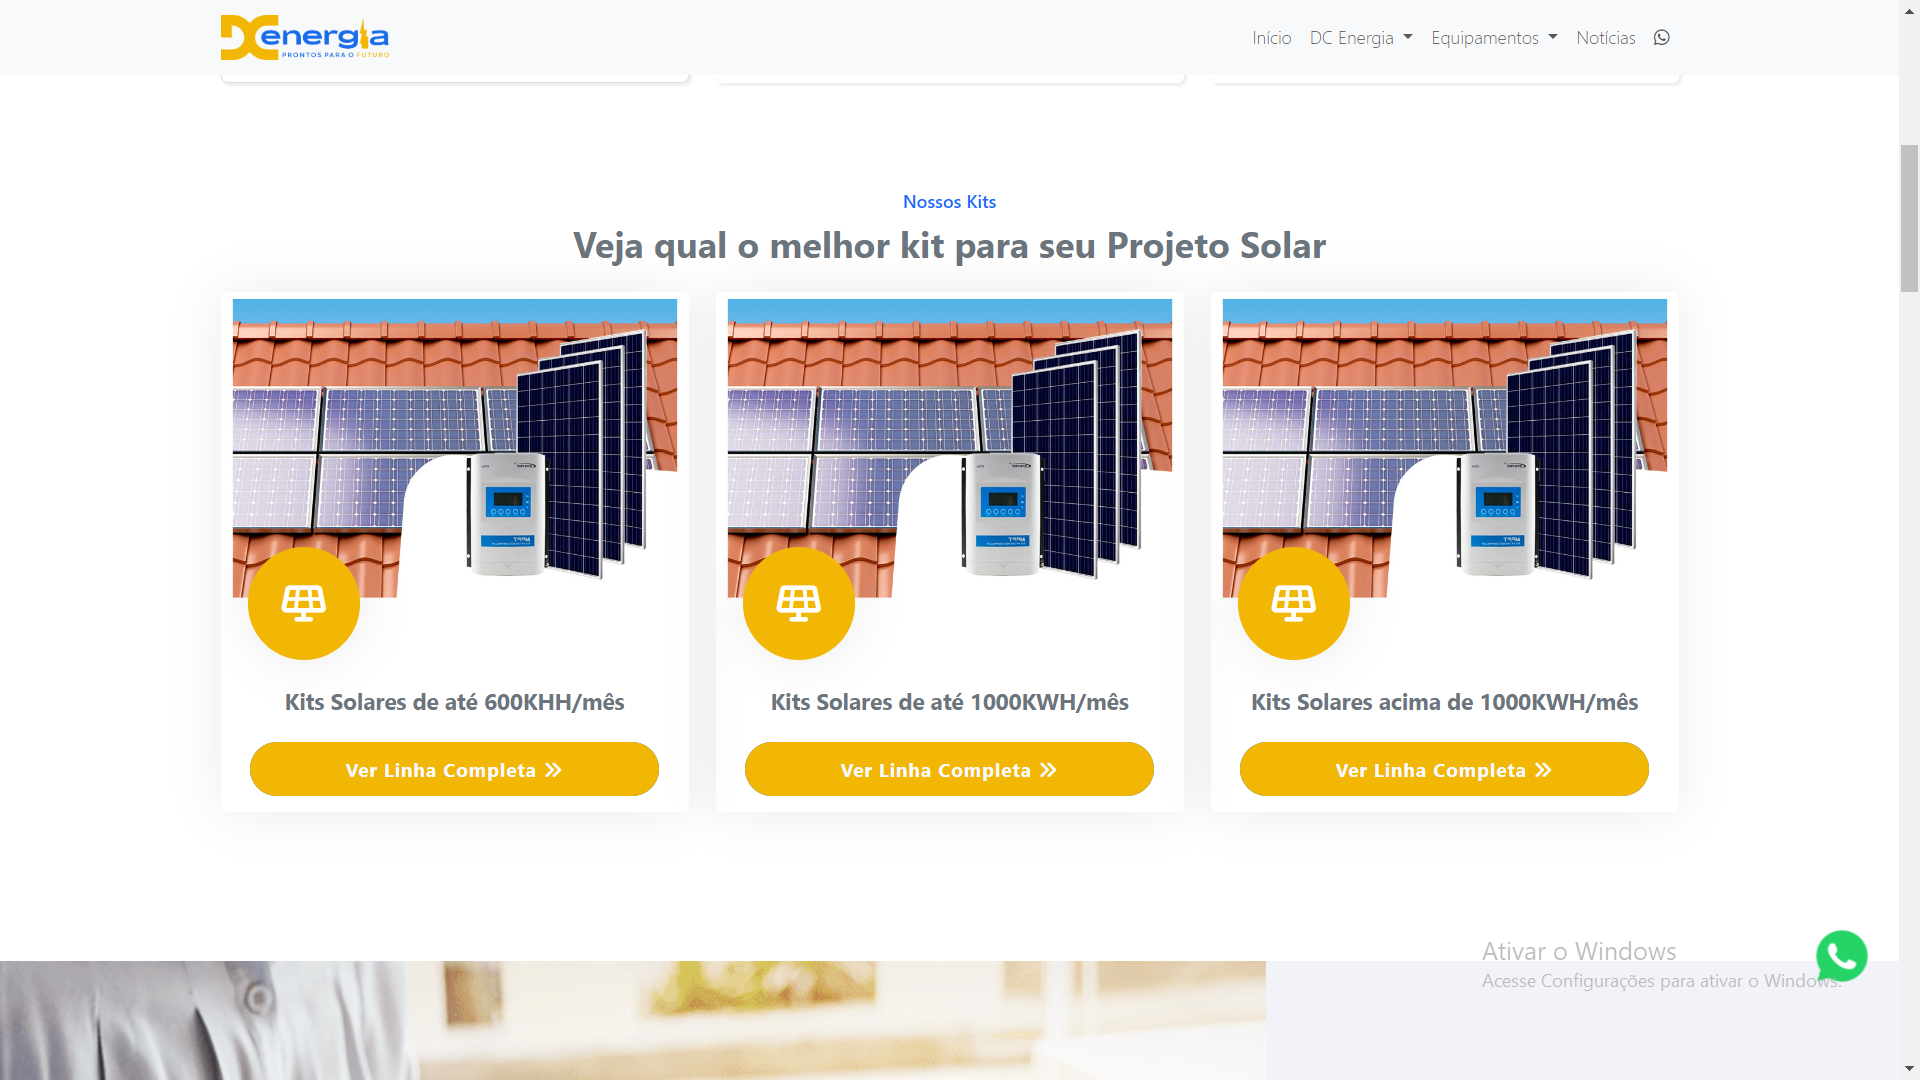 DC energia
PRONTOS PARA O FUTURO
Início
DC Energia
Equipamentos
Notícias
Nossos Kits
Veja qual o melhor kit para seu Projeto Solar
Kits Solares de até 600KHH/mês
Kits Solares de até 1000KWH/mês
Kits Solares acima de 1000KWH/mês
Ver Linha Completa
Ver Linha Completa
Ver Linha Completa
Ativar o Windows
Acesse Configurações para ativar o Windows.